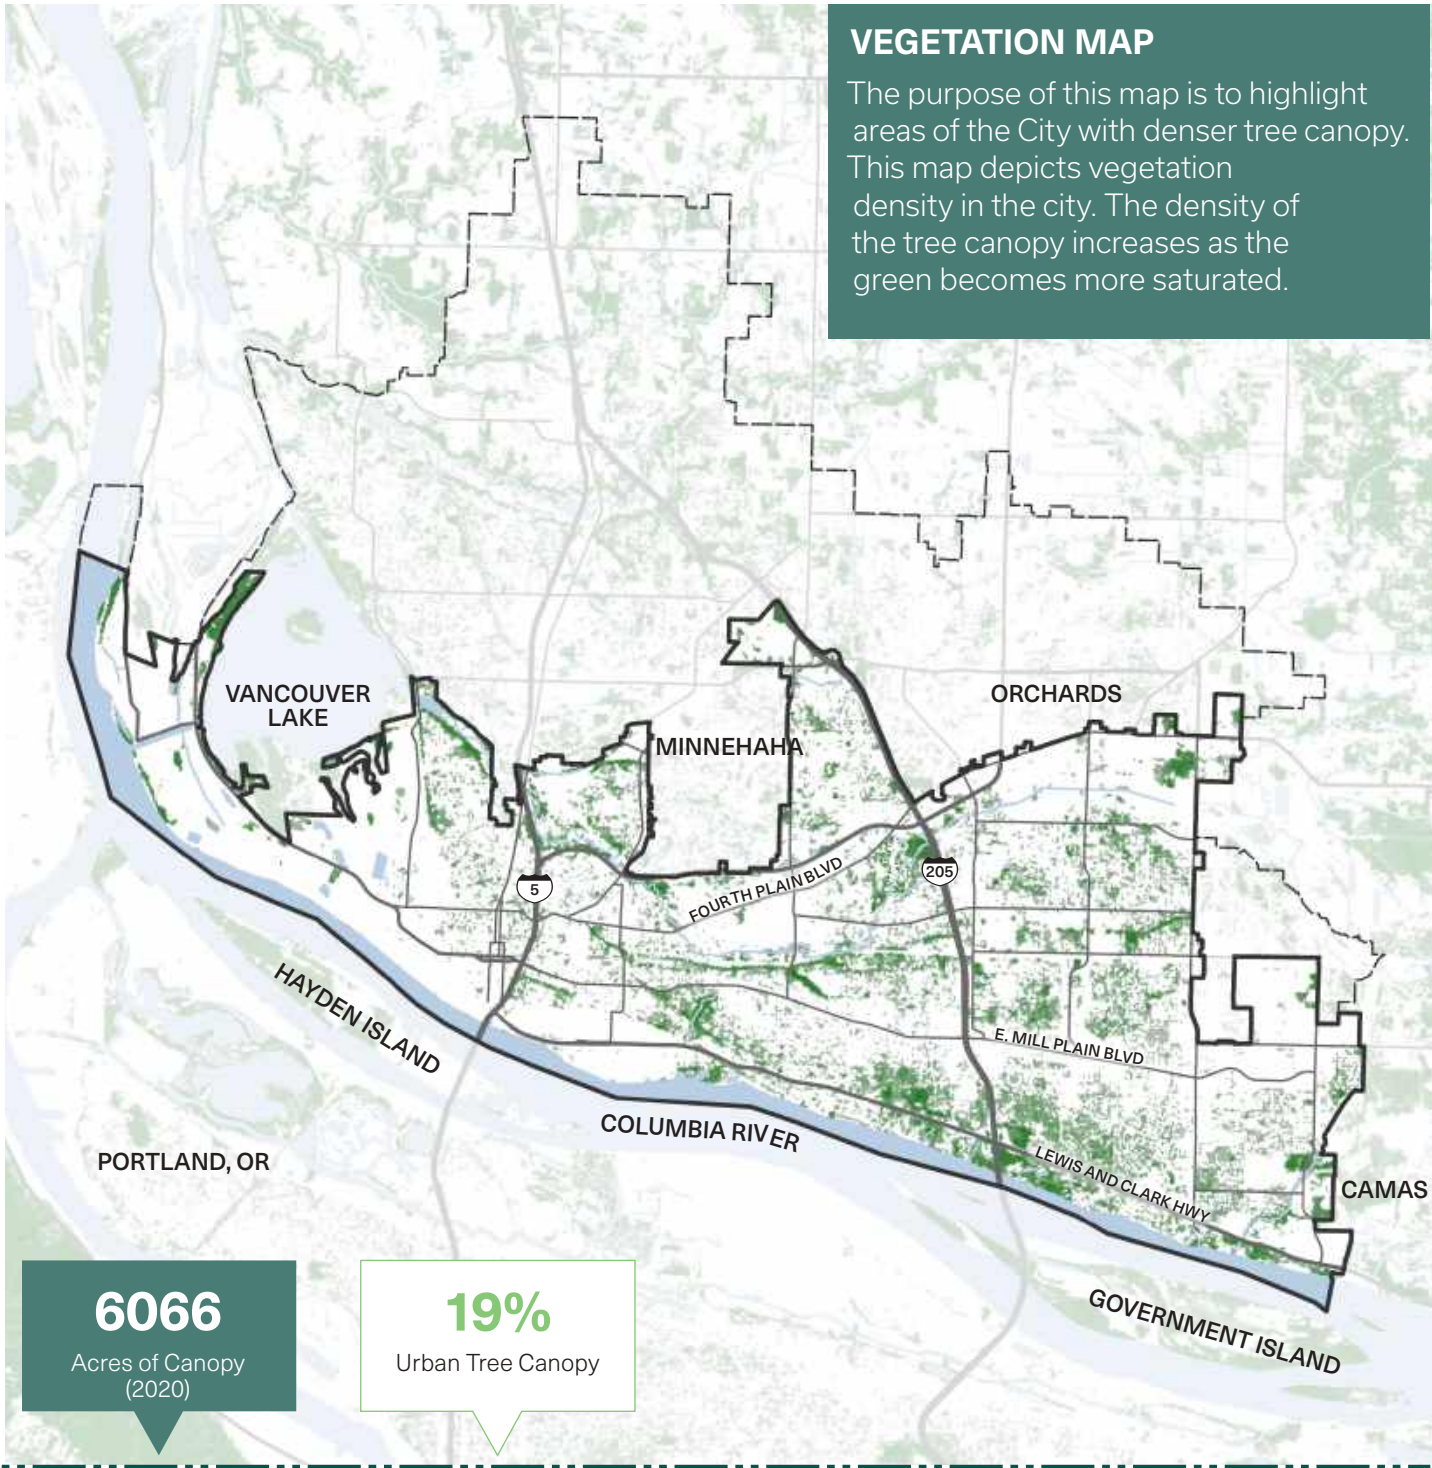 VEGETATION MAP
The purpose of this map is to highlight
areas of the City with denser tree canopy.
This map depicts vegetation
density in the city. The density of
the tree canopy increases as the
green becomes more saturated.
VANCOUVER
LAKE
MINNEHAHA
ORCHARDS
FOURTH PLAIN BLVD
205
5
HAYDEN ISLAND
E. MILL PLAIN BLVD
COLUMBIA RIVER
PORTLAND, OR
LEWIS AND CLARK HWY
CAMAS
GOVERNMENT ISLAND
6066
Acres of Canopy
(2020)
19%
Urban Tree Canopy